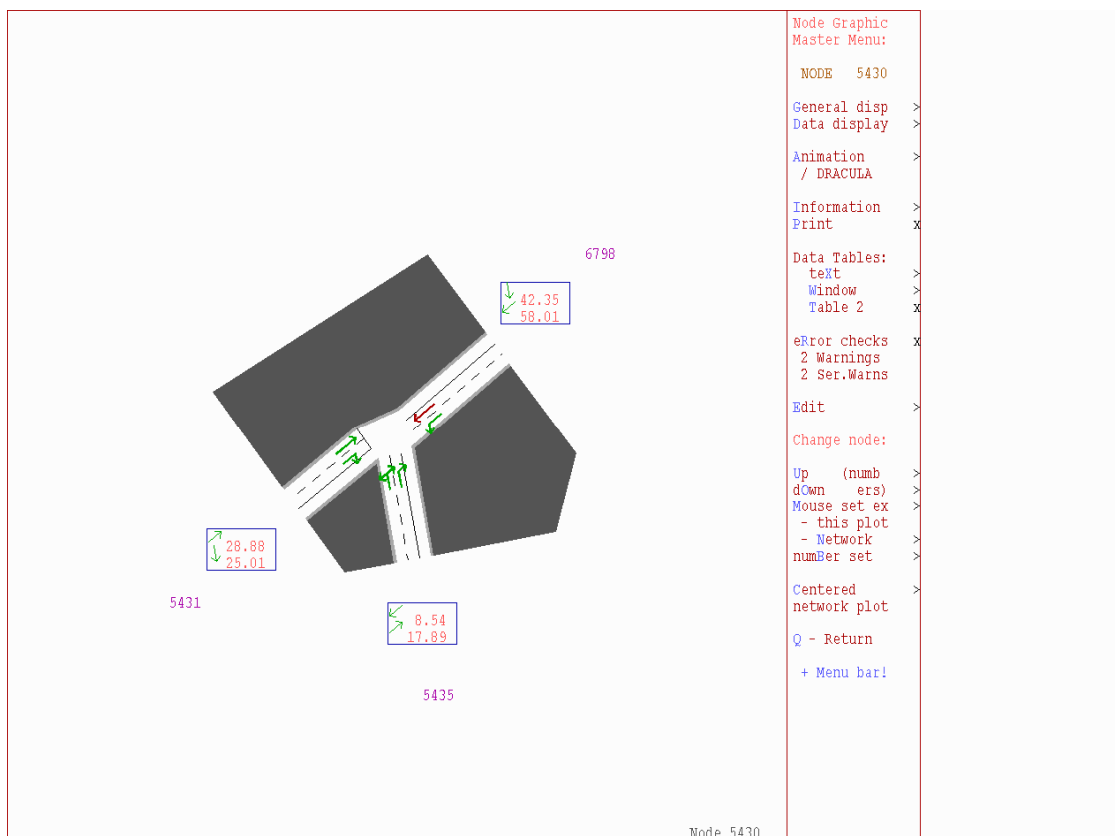 6798
42.35
58.01
28.88
25.01
5431
8.54
17.89
5435
Node 5430
Node Graphic
Master Menu:
NODE 5430
General disp >
Data display >
Animation >
/ DRACULA
Information >
Print x
Data Tables:
teXt >
Window >
Table 2 x
eRror checks x
2 Warnings
2 Ser.Warns
Edit >
Change node:
Up (numb >
dOwn ers) >
Mouse set ex >
- this plot
- Network >
numBer set >
Centered >
network plot
Q - Return
+ Menu bar!